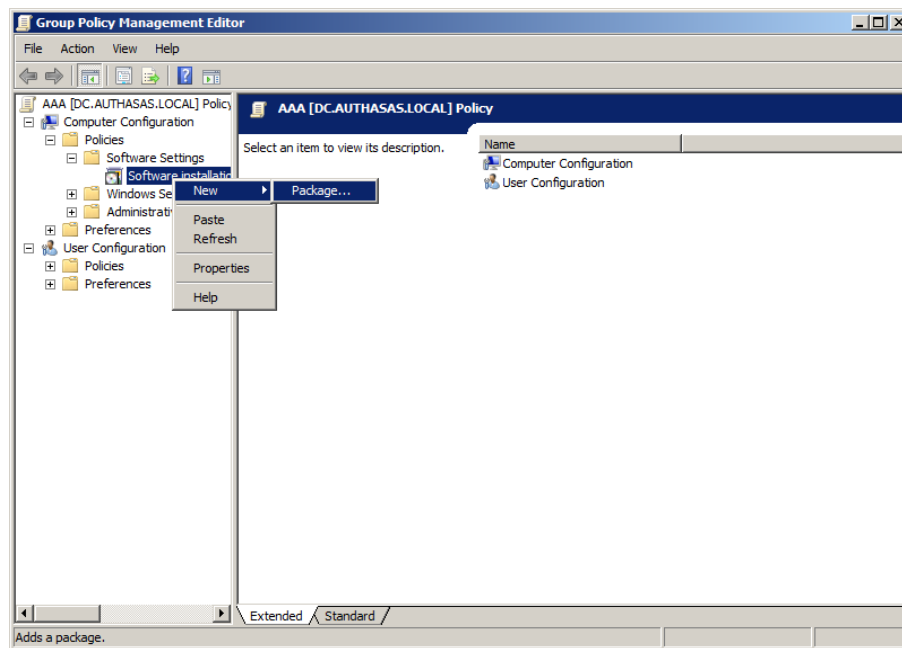 Group Policy Management Editor
File Action View Help
AAA [DC.AUTHASAS.LOCAL] Policy
Computer Configuration
Policies
Software Settings
Software installatio
Windows Se
Administrati
Preferences
User Configuration
Policies
Preferences
New
Paste
Refresh
Properties
Help
Package...
AAA [DC.AUTHASAS.LOCAL] Policy
Select an item to view its description.
Name
Computer Configuration
User Configuration
Extended Standard
Adds a package.